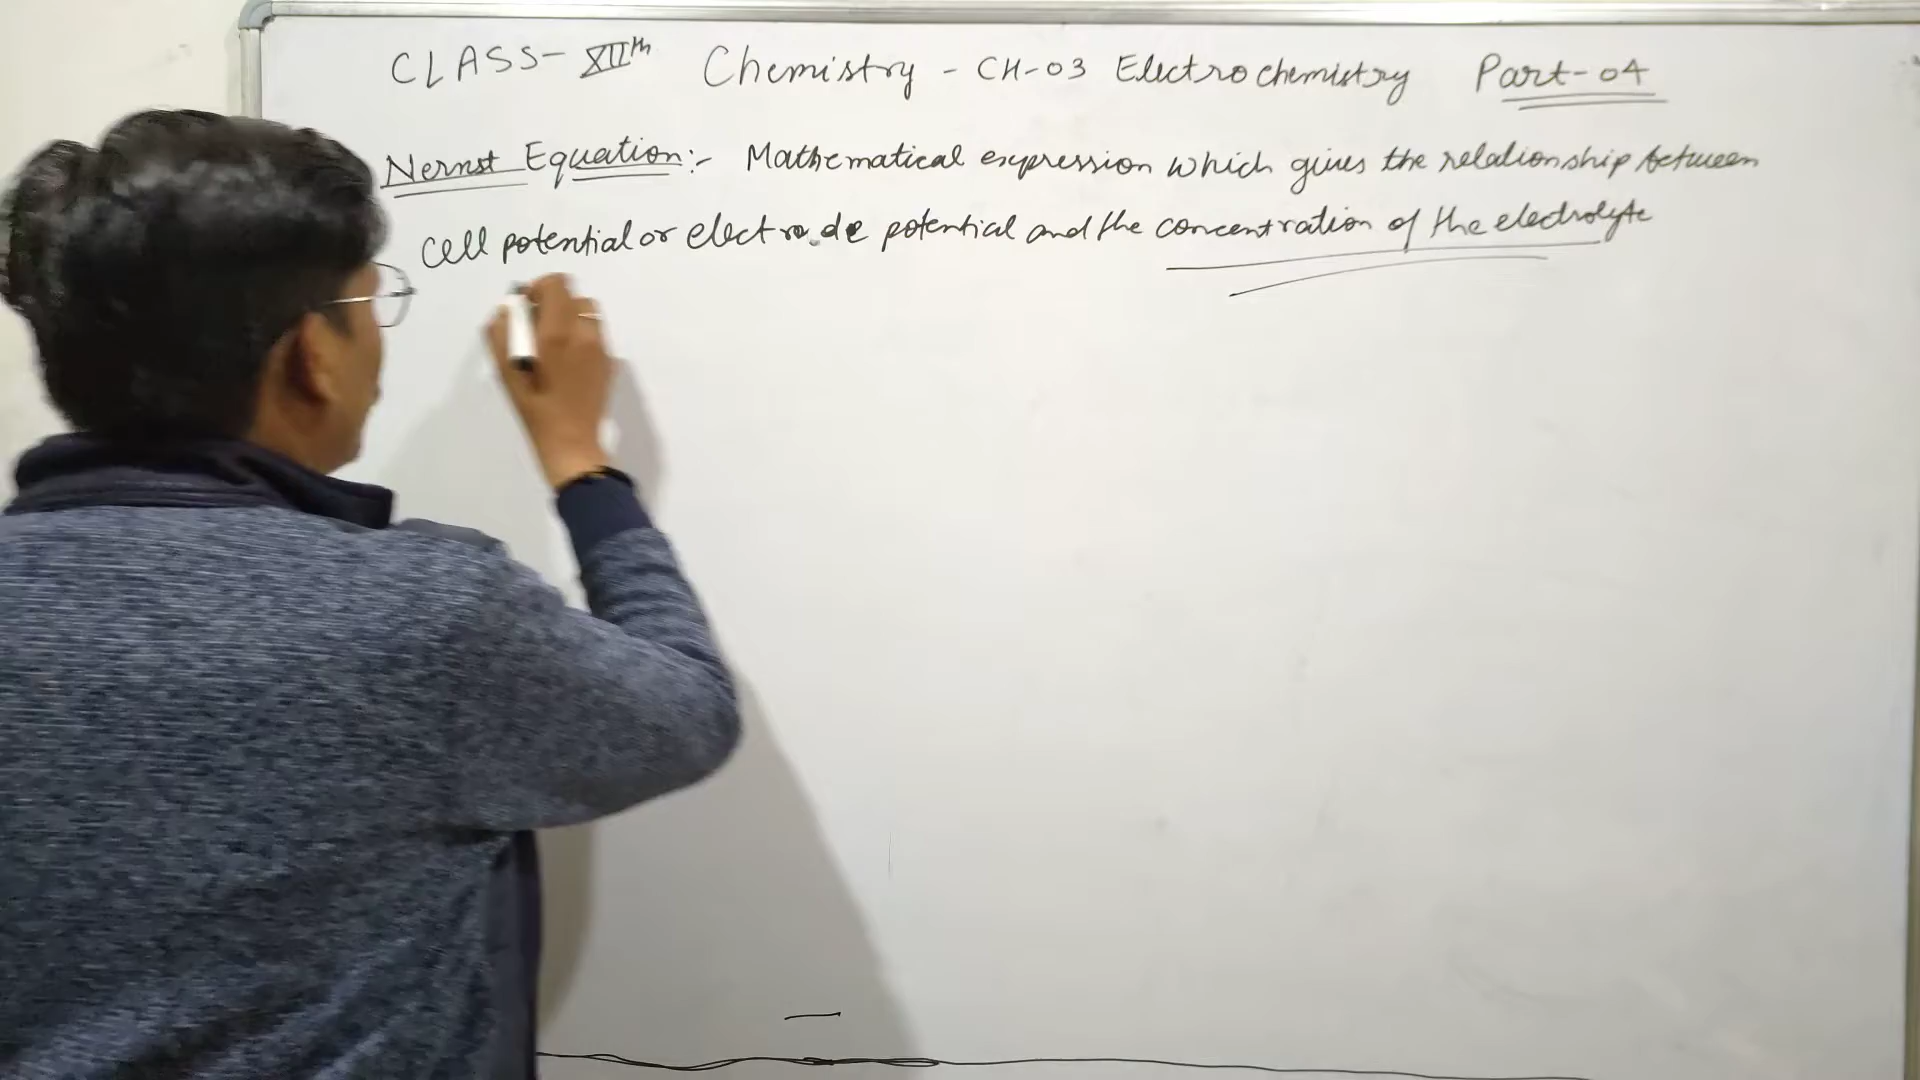 CLASS- XIIth Chemistry - CH-03 Electrochemistry Part-04
Nernst Equation:- Mathematical expression which gives the relationship between
cell potential or electrode potential and the concentration of the electrolyte